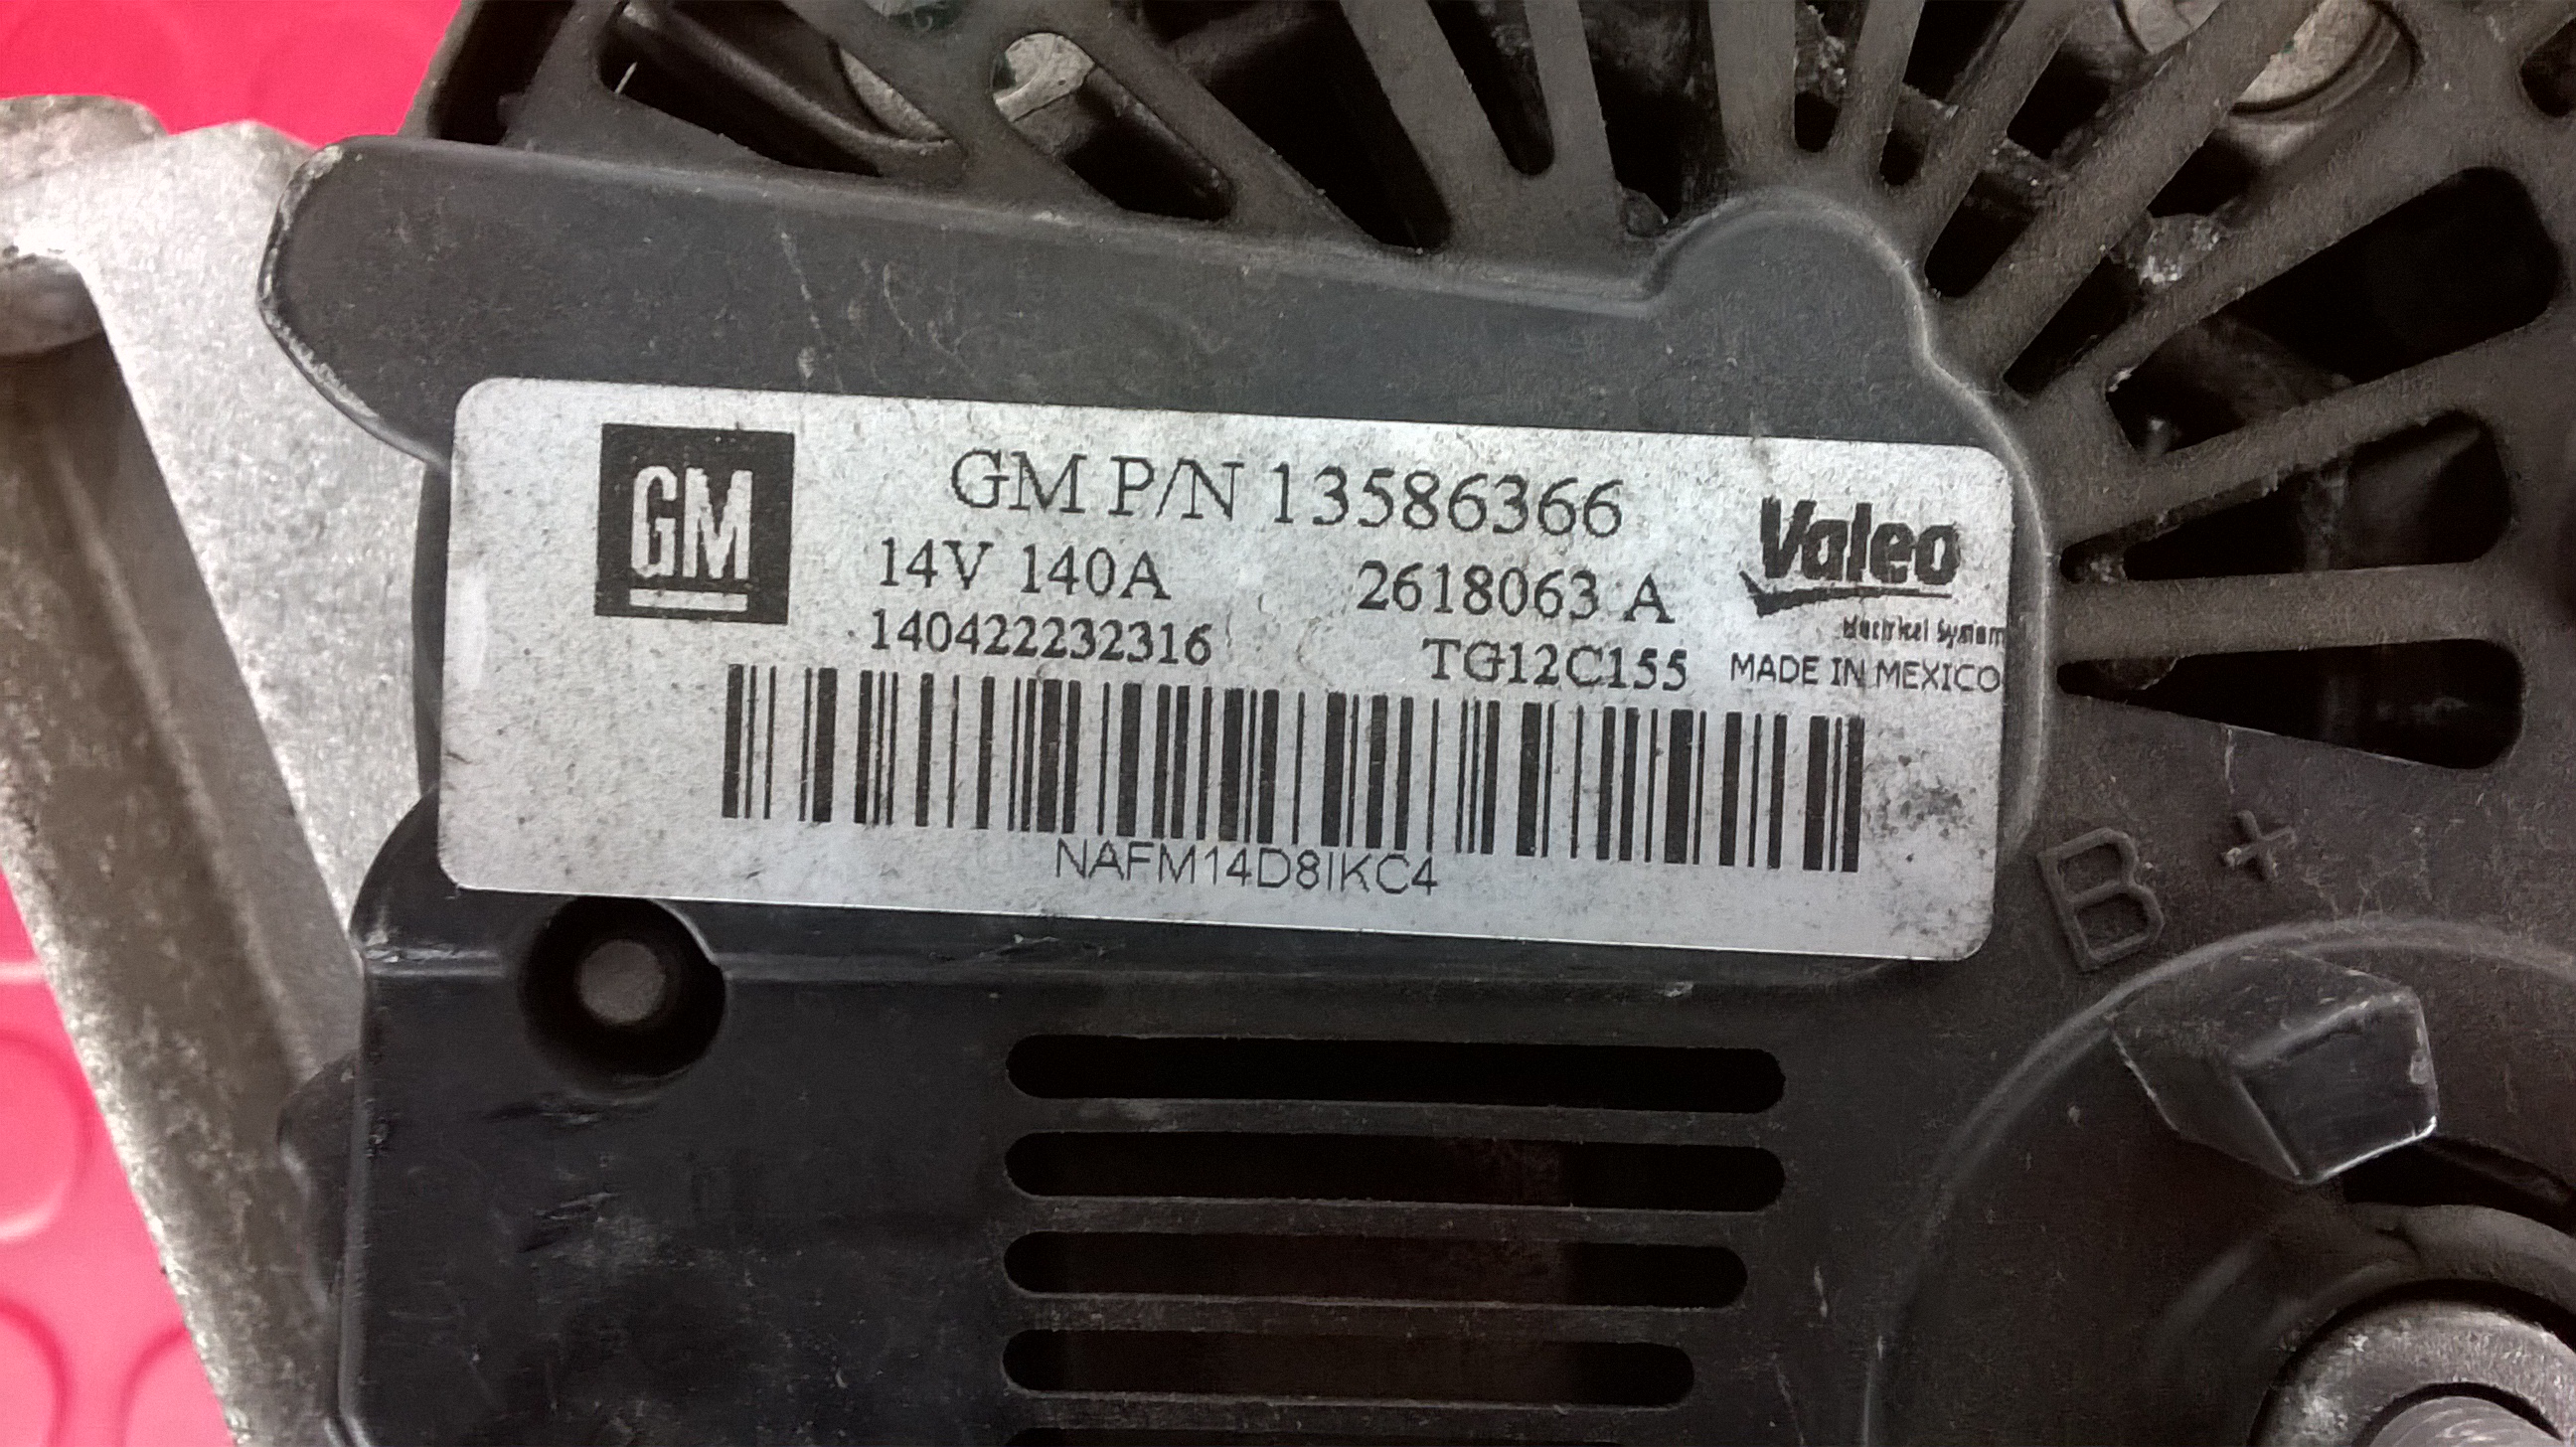 GM
GM P/N 13586366
14V 140A 2618063 A
Valeo
Electrical System
140422232316 TG12C155 MADE IN MEXICO
NAFM14D8IKC4
B +